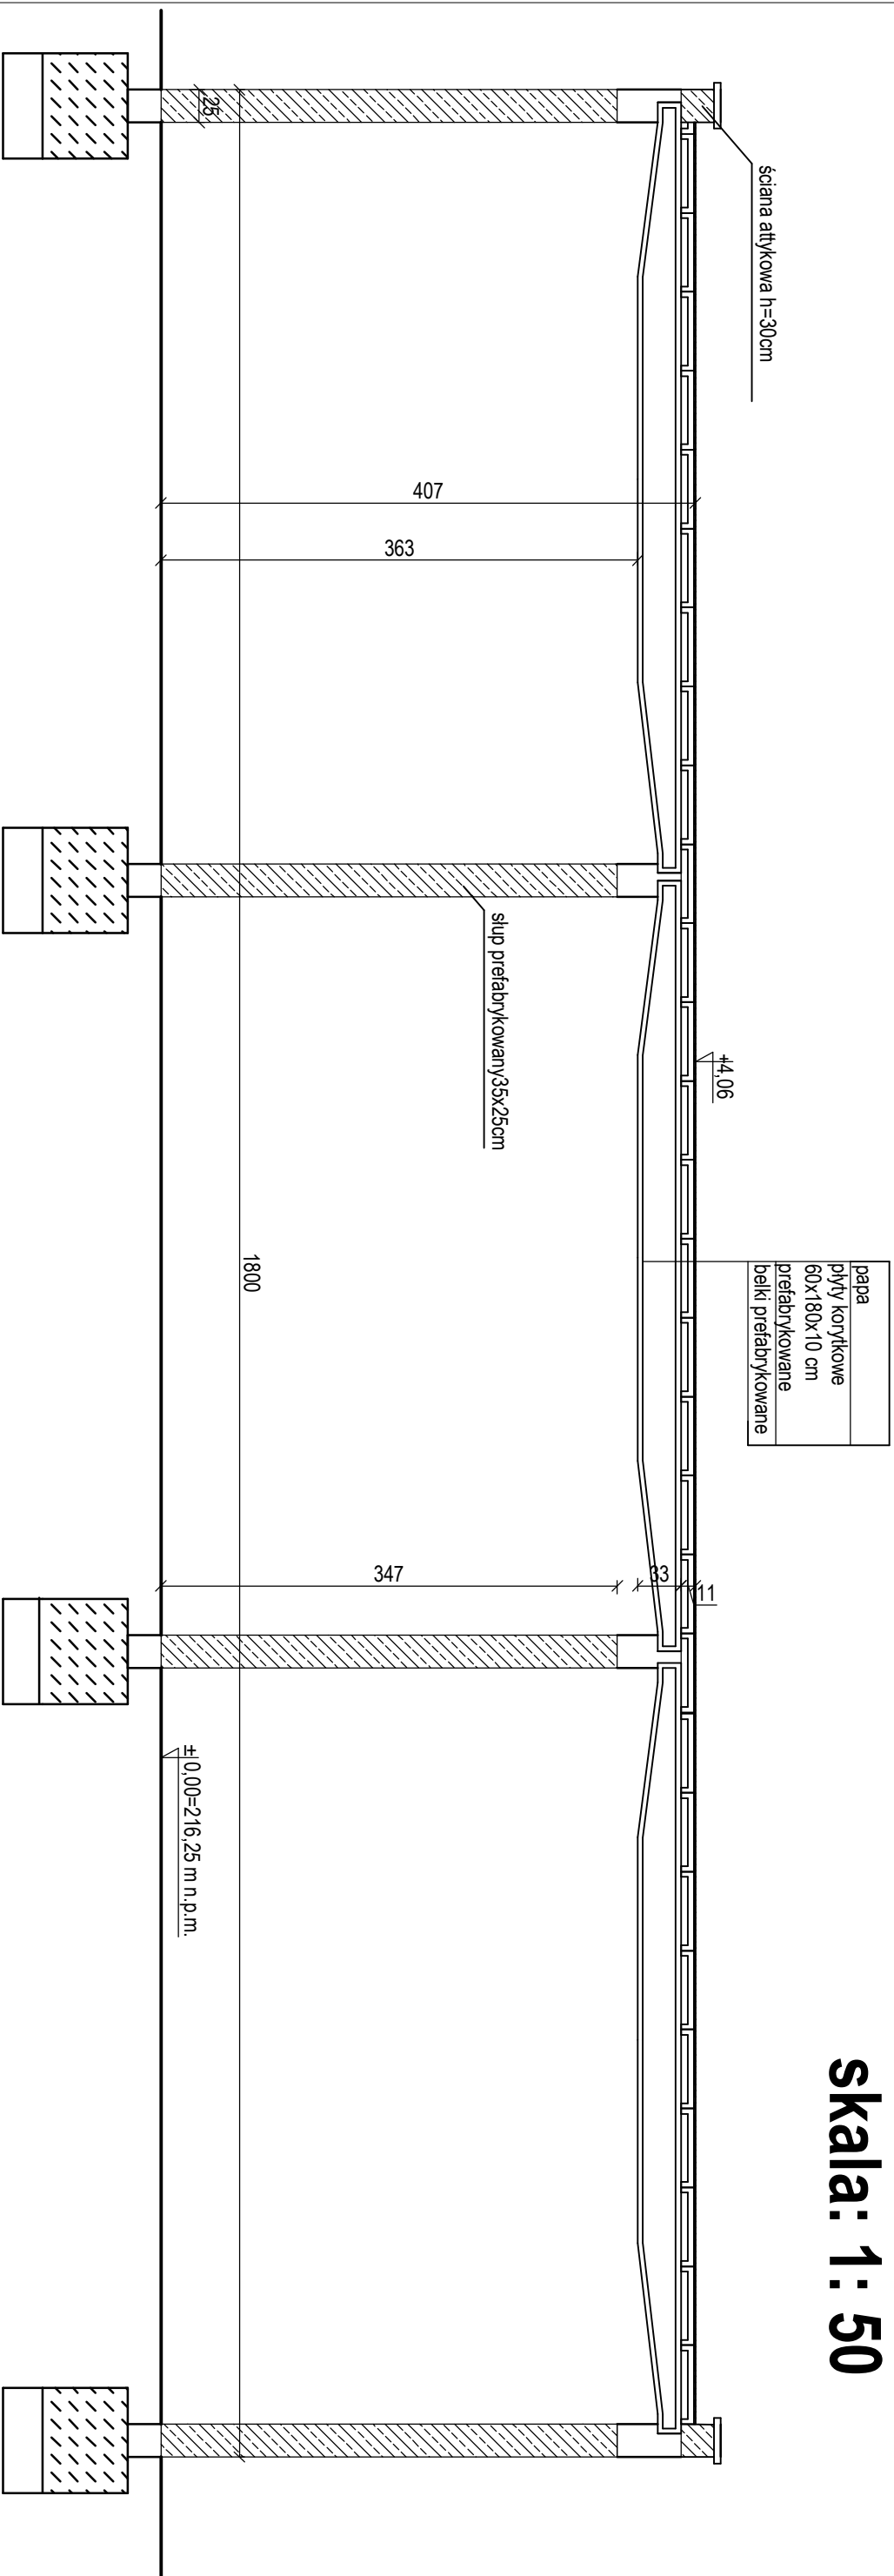 skala: 1: 50
papa
płyty korytkowe
60x180x10 cm
prefabrykowane
belki prefabrykowane
ściana attykowa h=30cm
+4,06
11
33
407
363
347
słup prefabrykowany35x25cm
1800
25
±0,00=216,25 m n.p.m.